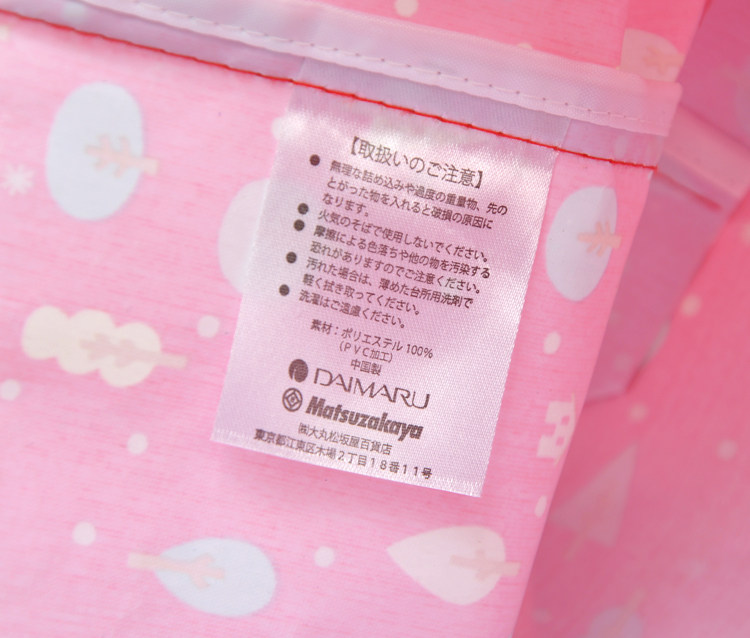 【取扱いのご注意】
● 無理な詰め込みや過度の重量物、先の
とがった物を入れると破損の原因に
なります。
● 火気のそばで使用しないでください。
● 摩擦による色落ちや他の物を汚染する
恐れがありますのでご注意ください。
● 汚れた場合は、薄めた台所用洗剤で
軽く拭き取ってください。
● 洗濯はご遠慮ください。
素材：ポリエステル100%
（PVC加工）
中国製
DAIMARU
Matsuzakaya
㈱大丸松坂屋百貨店
東京都江東区木場2丁目18番11号